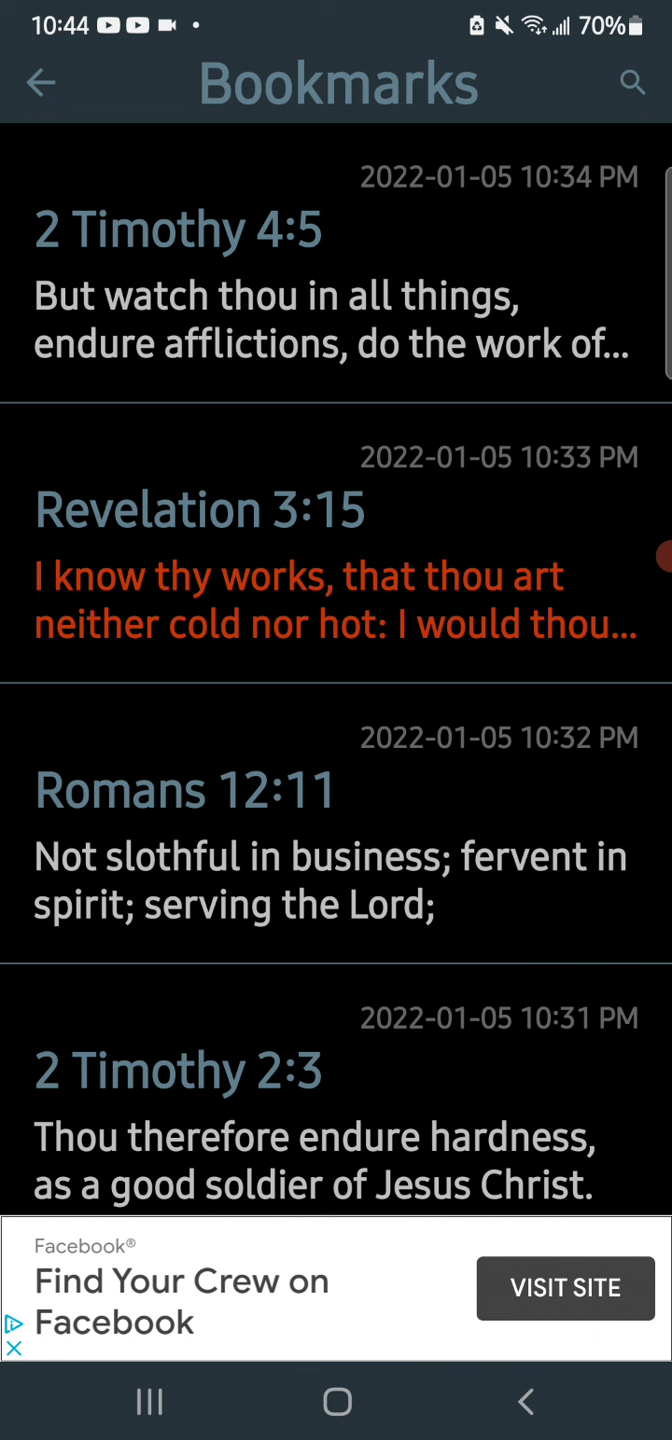 10:44
70%
Bookmarks
2022-01-05 10:34 PM
2 Timothy 4:5
But watch thou in all things,
endure afflictions, do the work of...
2022-01-05 10:33 PM
Revelation 3:15
I know thy works, that thou art
neither cold nor hot: I would thou...
2022-01-05 10:32 PM
Romans 12:11
Not slothful in business; fervent in
spirit; serving the Lord;
2022-01-05 10:31 PM
2 Timothy 2:3
Thou therefore endure hardness,
as a good soldier of Jesus Christ.
Facebook®
Find Your Crew on
Facebook
VISIT SITE